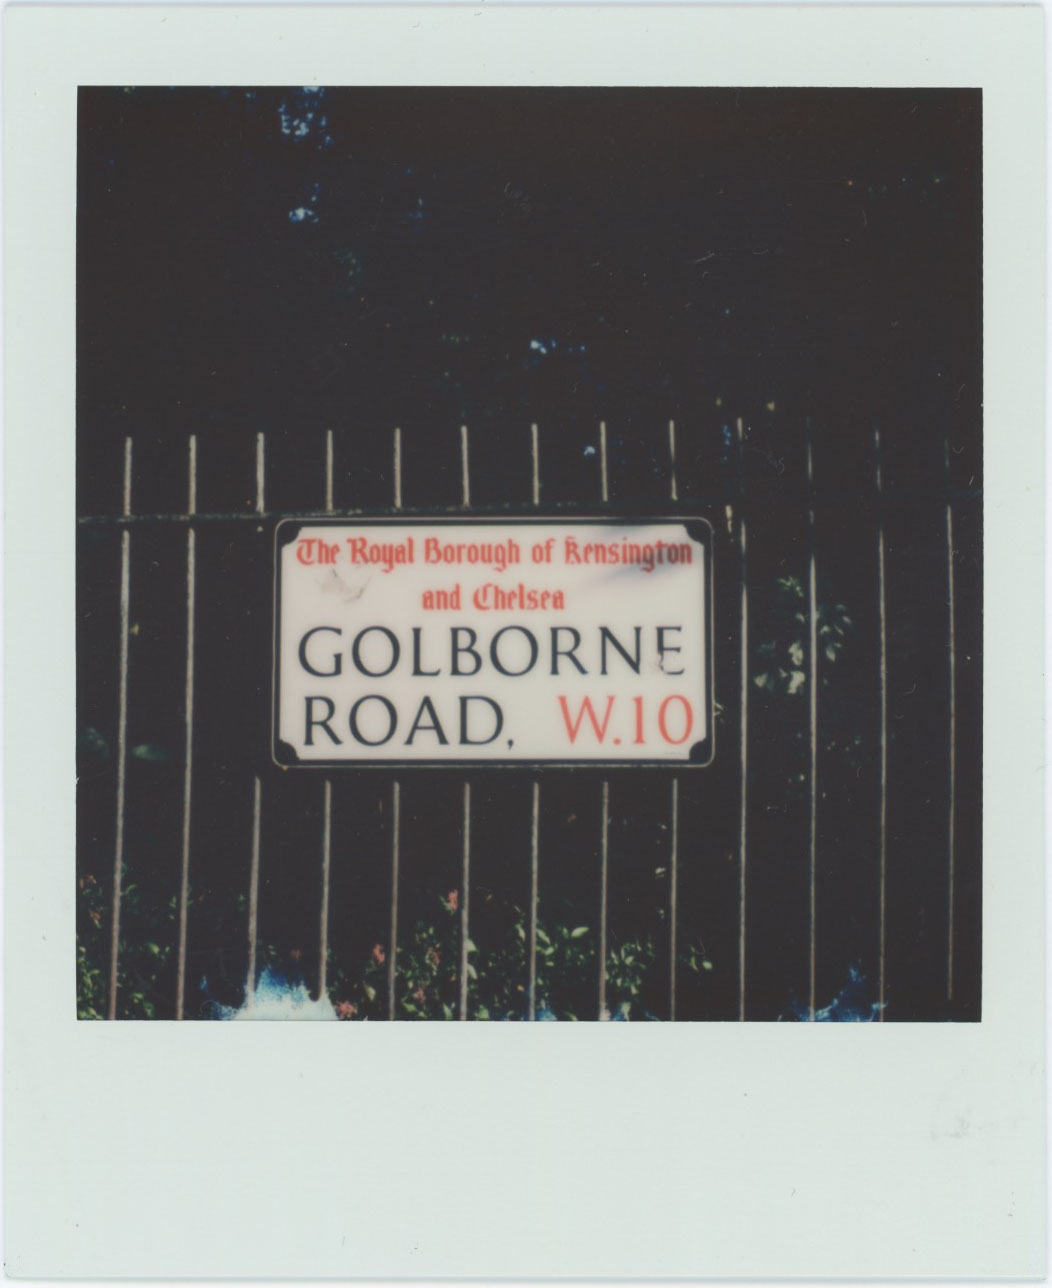 The Royal Borough of Kensington
and Chelsea
GOLBORNE
ROAD, W.10